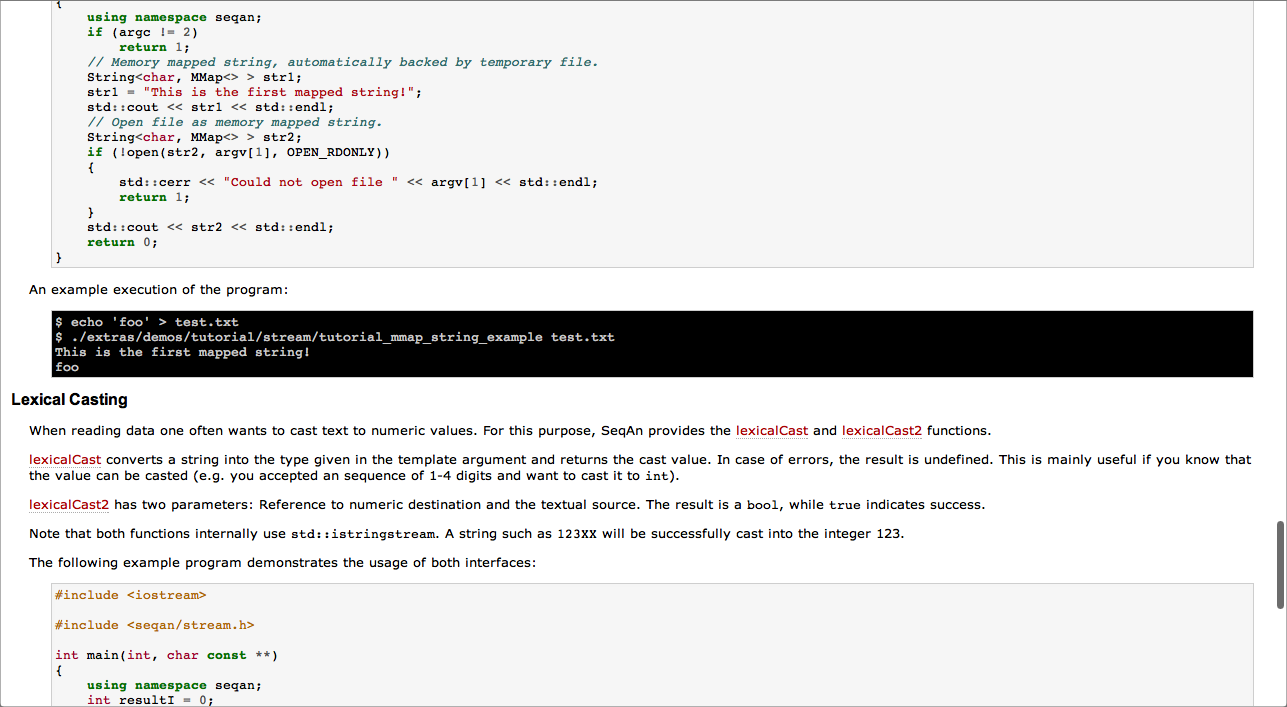 {
    using namespace seqan;
    if (argc != 2)
        return 1;
    // Memory mapped string, automatically backed by temporary file.
    String<char, MMap<> > str1;
    str1 = "This is the first mapped string!";
    std::cout << str1 << std::endl;
    // Open file as memory mapped string.
    String<char, MMap<> > str2;
    if (!open(str2, argv[1], OPEN_RDONLY))
    {
        std::cerr << "Could not open file " << argv[1] << std::endl;
        return 1;
    }
    std::cout << str2 << std::endl;
    return 0;
}
An example execution of the program:
$ echo 'foo' > test.txt
$ ./extras/demos/tutorial/stream/tutorial_mmap_string_example test.txt
This is the first mapped string!
foo
Lexical Casting
When reading data one often wants to cast text to numeric values. For this purpose, SeqAn provides the lexicalCast and lexicalCast2 functions.
lexicalCast converts a string into the type given in the template argument and returns the cast value. In case of errors, the result is undefined. This is mainly useful if you know that
the value can be casted (e.g. you accepted an sequence of 1-4 digits and want to cast it to int).
lexicalCast2 has two parameters: Reference to numeric destination and the textual source. The result is a bool, while true indicates success.
Note that both functions internally use std::istringstream. A string such as 123XX will be successfully cast into the integer 123.
The following example program demonstrates the usage of both interfaces:
#include <iostream>
#include <seqan/stream.h>
int main(int, char const **)
{
    using namespace seqan;
    int resultI = 0;